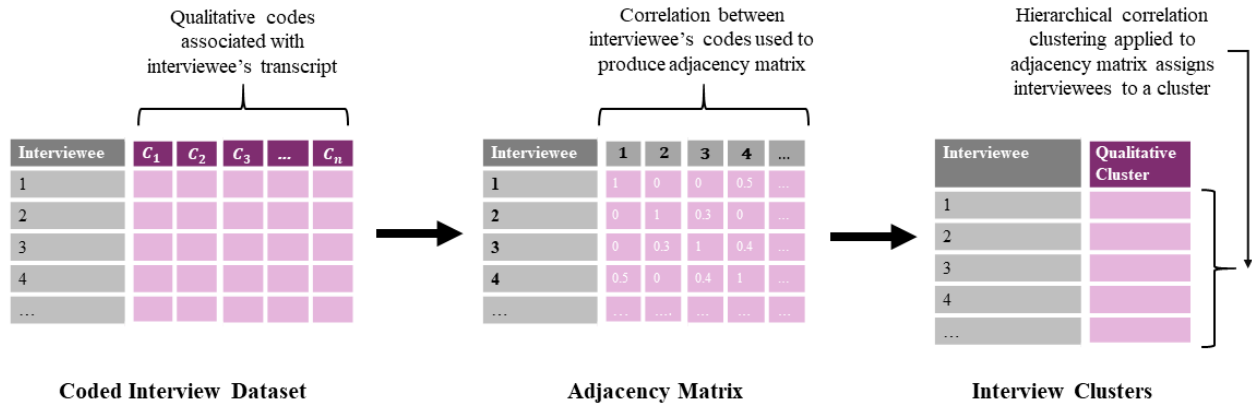 Qualitative codes
associated with
interviewee's transcript
Correlation between
interviewee's codes used to
produce adjacency matrix
Hierarchical correlation
clustering applied to
adjacency matrix assigns
interviewees to a cluster
Interviewee C₁ C₂ C₃ ... Cₙ
1
2
3
4
...
Interviewee 1 2 3 4 ...
1 1 0 0 0.5 ...
2 0 1 0.3 0 ...
3 0 0.3 1 0.4 ...
4 0.5 0 0.4 1 ...
... ... .... ... ... ...
Interviewee Qualitative
Cluster
1
2
3
4
...
Coded Interview Dataset
Adjacency Matrix
Interview Clusters